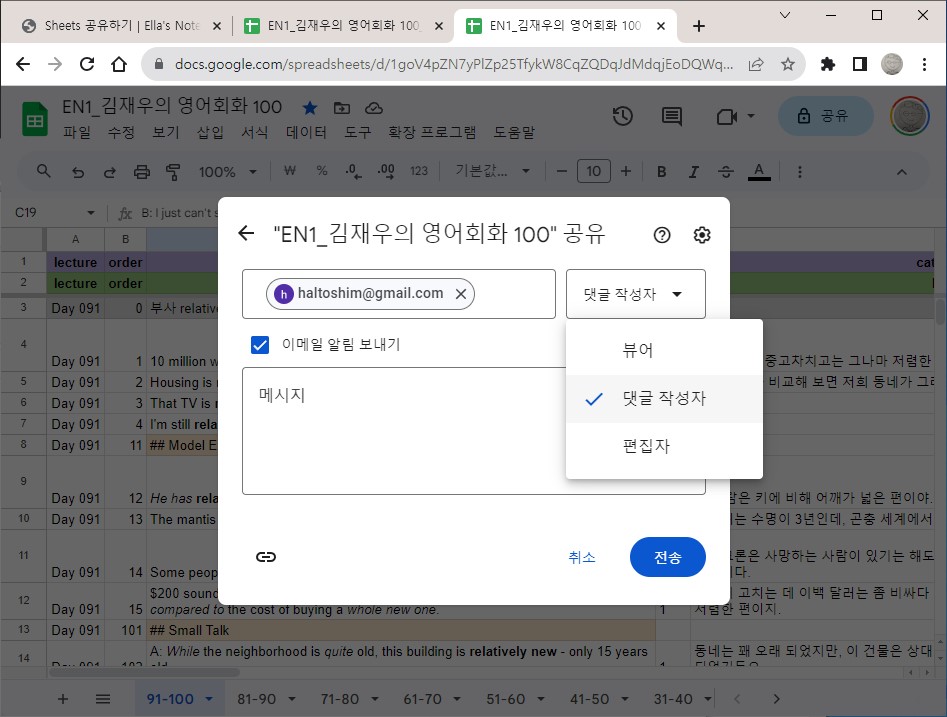 Sheets 공유하기 | Ella's Note
EN1_김재우의 영어회화 100
EN1_김재우의 영어회화 100
docs.google.com/spreadsheets/d/1goV4pZN7yPlZp25TfykW8CqZQDqJdMdqjEoDQWq...
EN1_김재우의 영어회화 100
파일 수정 보기 삽입 서식 데이터 도구 확장 프로그램 도움말
공유
100% ₩ % .0 .00 123 기본값... 10 B I A
C19 fx B: I just can't s
A B
1 lecture order cat
2 lecture order
3 Day 091 0 부사 relative
4 Day 091 1 10 million w 중고차치고는 그나마 저렴한
5 Day 091 2 Housing is 비교해 보면 저희 동네가 그
6 Day 091 3 That TV is
7 Day 091 4 I'm still rela
8 Day 091 11 ## Model E
9 Day 091 12 He has rela 람은 키에 비해 어깨가 넓은 편이야.
10 Day 091 13 The mantis 는 수명이 3년인데, 곤충 세계에서
11 Day 091 14 Some peop 론은 사망하는 사람이 있기는 해도
다.
12 Day 091 15 $200 soun 고치는 데 이백 달러는 좀 비싸다
compared to the cost of buying a whole new one. 1 저렴한 편이지.
13 Day 091 101 ## Small Talk
14 A: While the neighborhood is quite old, this building is relatively new - only 15 years 동네는 꽤 오래 되었지만, 이 건물은 상대
"EN1_김재우의 영어회화 100" 공유
h haltoshim@gmail.com
댓글 작성자
이메일 알림 보내기
메시지
뷰어
댓글 작성자
편집자
취소
전송
91-100 81-90 71-80 61-70 51-60 41-50 31-40